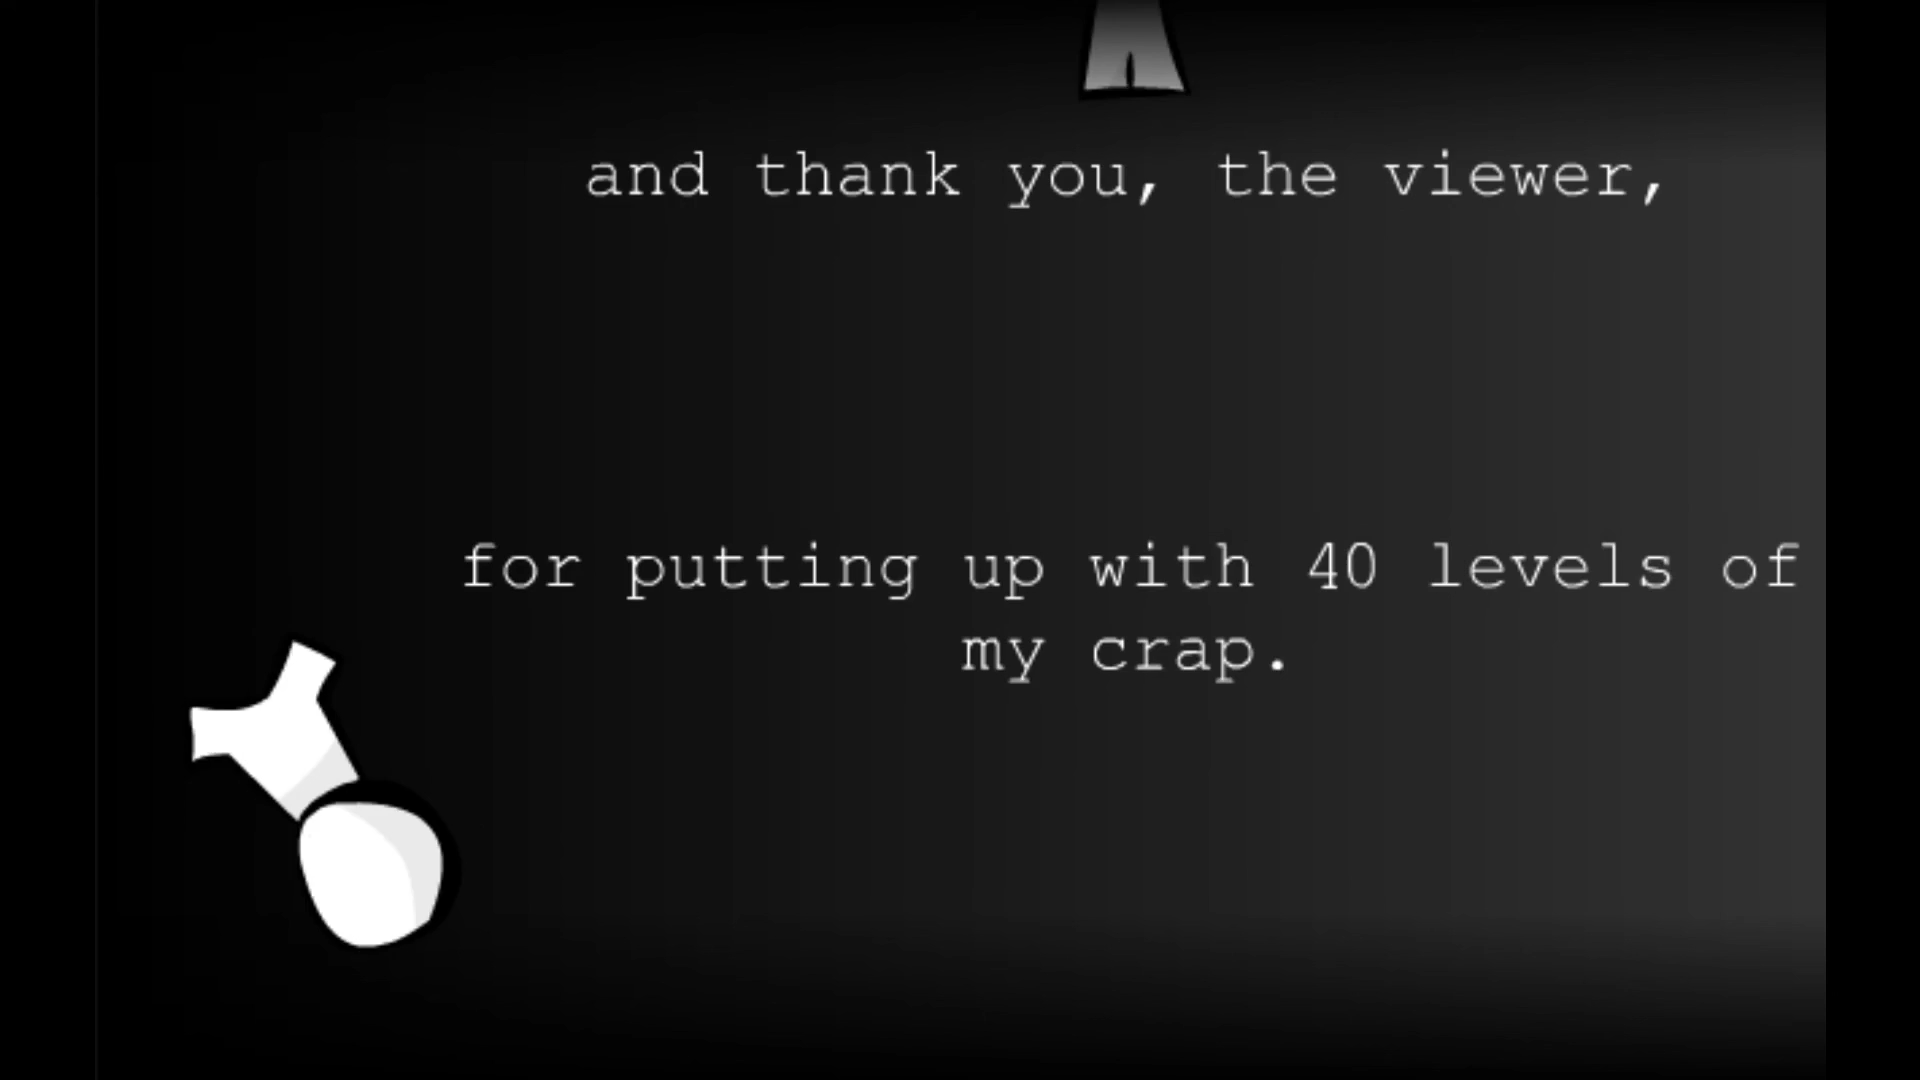 and thank you, the viewer,
for putting up with 40 levels of
my crap.